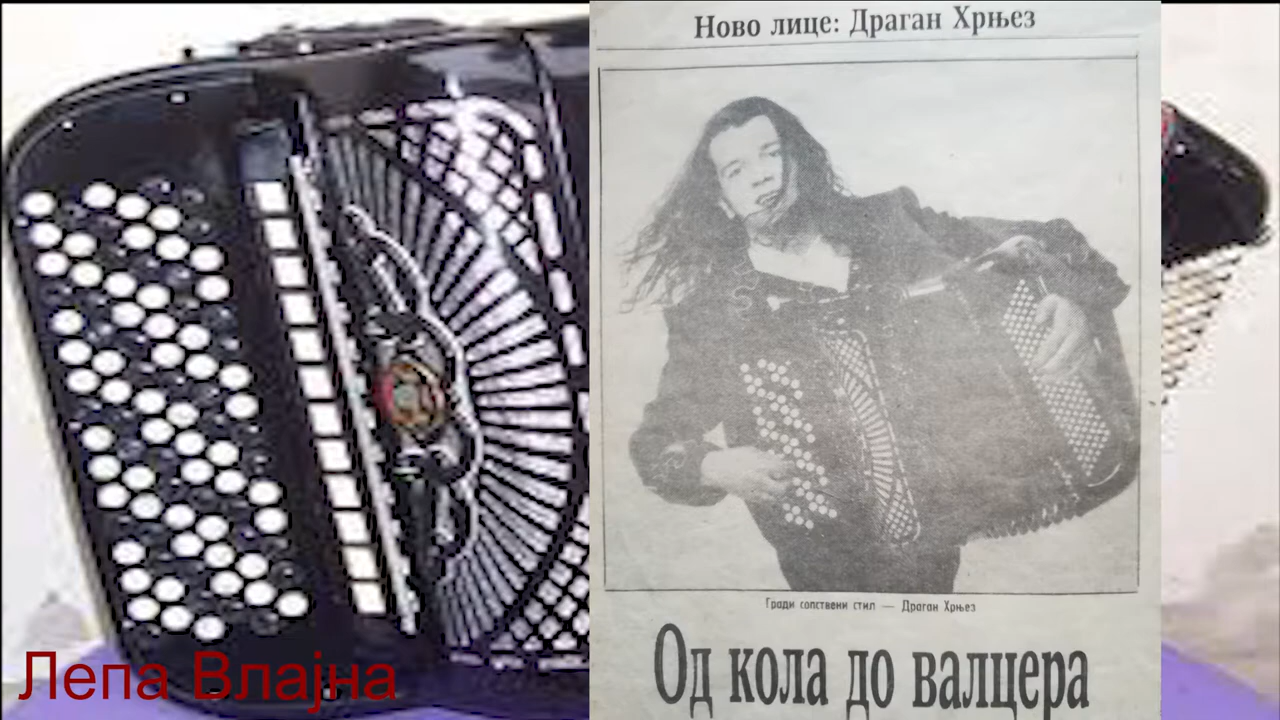 Ново лице: Драган Хрњез
Гради сопствени стил — Драган Хрњез
Од кола до валцера
Лепа Влајна